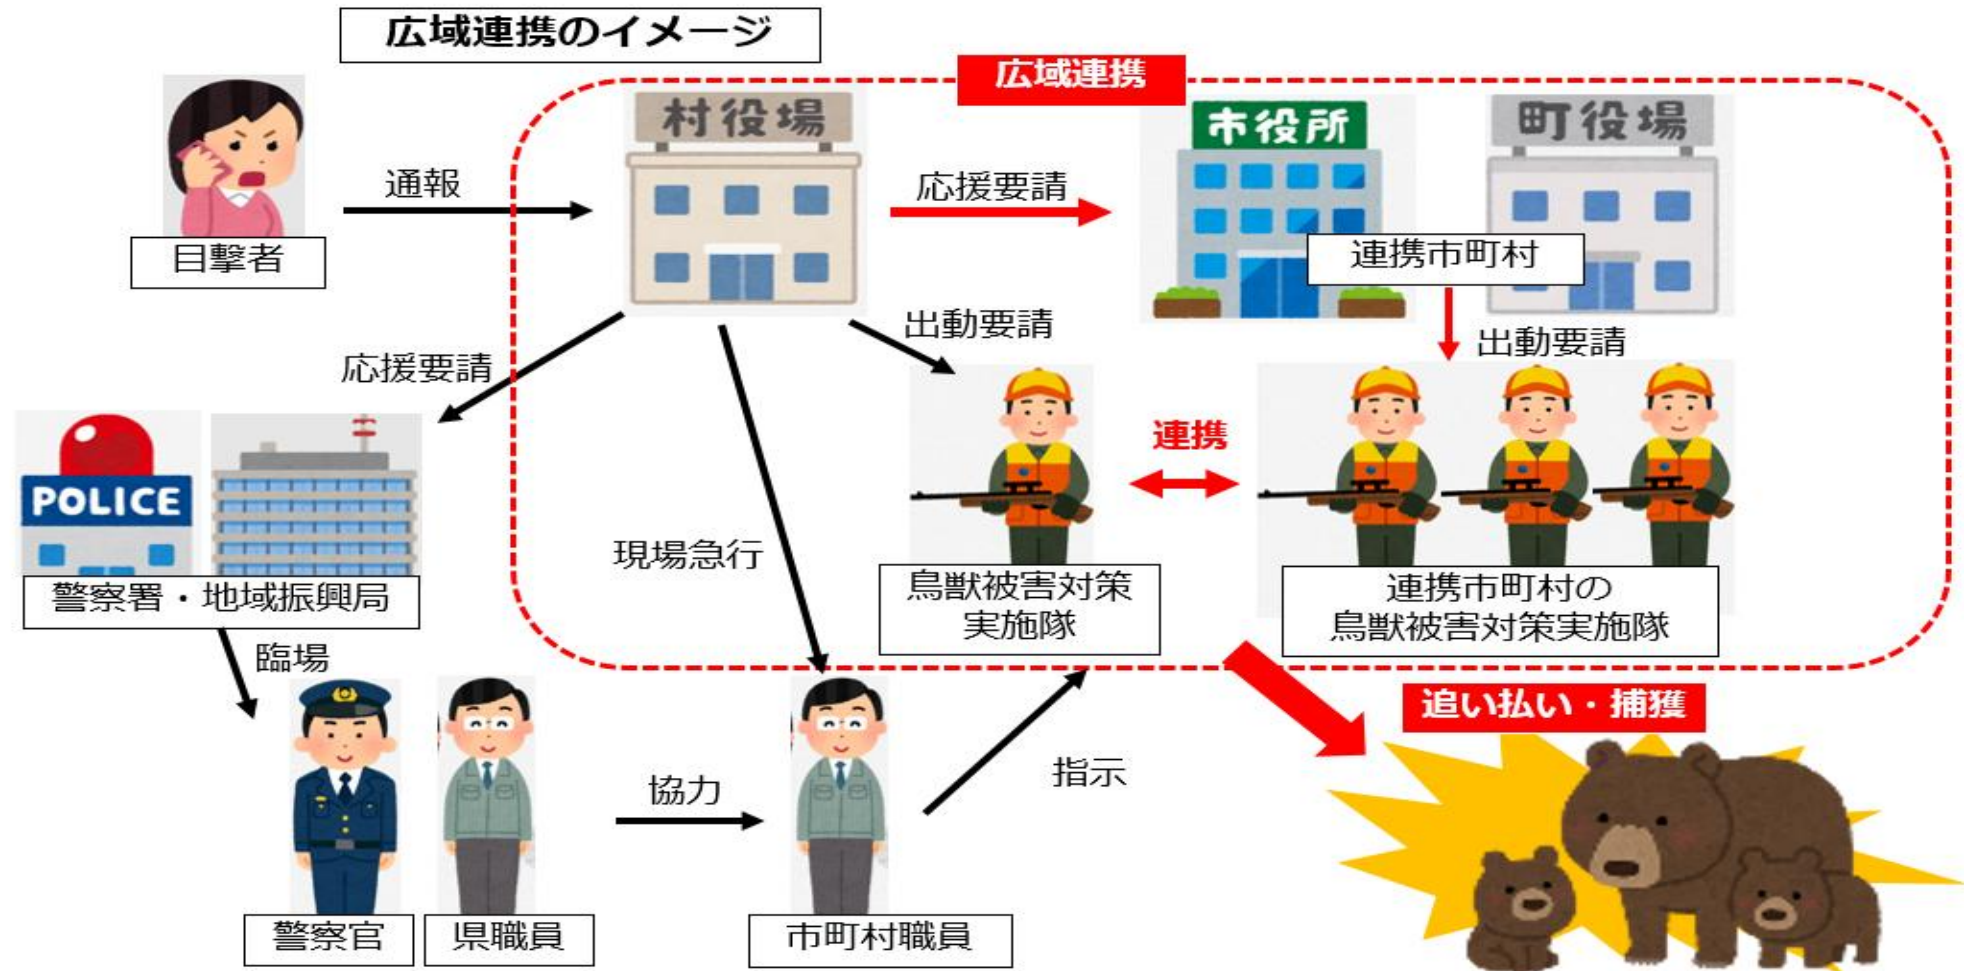 広域連携のイメージ
広域連携
村役場
市役所
町役場
通報
応援要請
目撃者
連携市町村
出動要請
出動要請
応援要請
連携
POLICE
現場急行
警察署・地域振興局
鳥獣被害対策
実施隊
連携市町村の
鳥獣被害対策実施隊
臨場
追い払い・捕獲
協力
指示
警察官
県職員
市町村職員